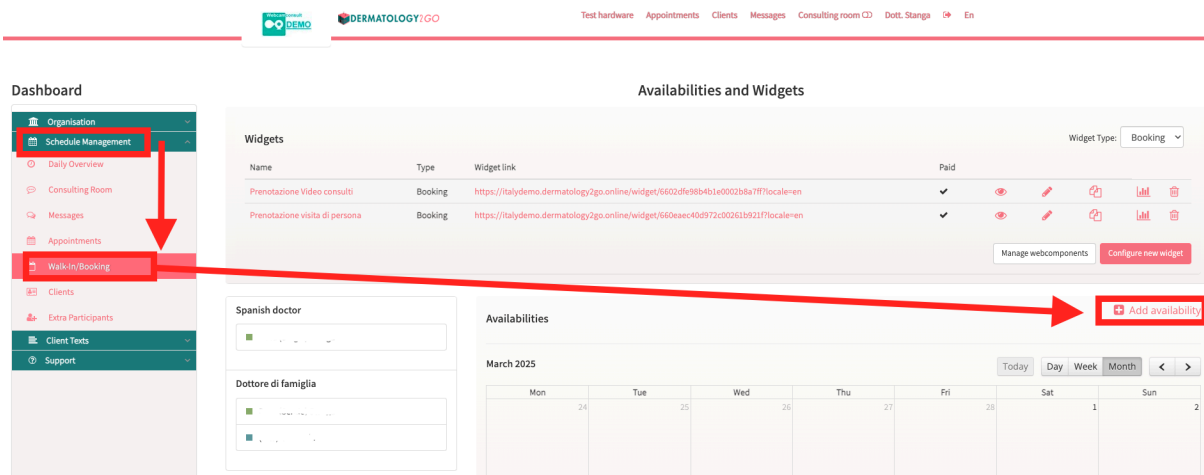 Webcamconsult
DEMO
DERMATOLOGY2GO
Test hardware Appointments Clients Messages Consulting room Dott. Stanga En
Dashboard
Availabilities and Widgets
Organisation
Schedule Management
Daily Overview
Consulting Room
Messages
Appointments
Walk-In/Booking
Clients
Extra Participants
Client Texts
Support
Widgets
Widget Type: Booking
Name Type Widget link Paid
Prenotazione Video consulti Booking https://italydemo.dermatology2go.online/widget/6602dfe98b4b1e0002b8a7ff?locale=en
Prenotazione visita di persona Booking https://italydemo.dermatology2go.online/widget/660eaec40d972c00261b921f?locale=en
Manage webcomponents Configure new widget
Spanish doctor
Dottore di famiglia
Availabilities
Add availability
March 2025
Today Day Week Month
Mon Tue Wed Thu Fri Sat Sun
24 25 26 27 28 1 2